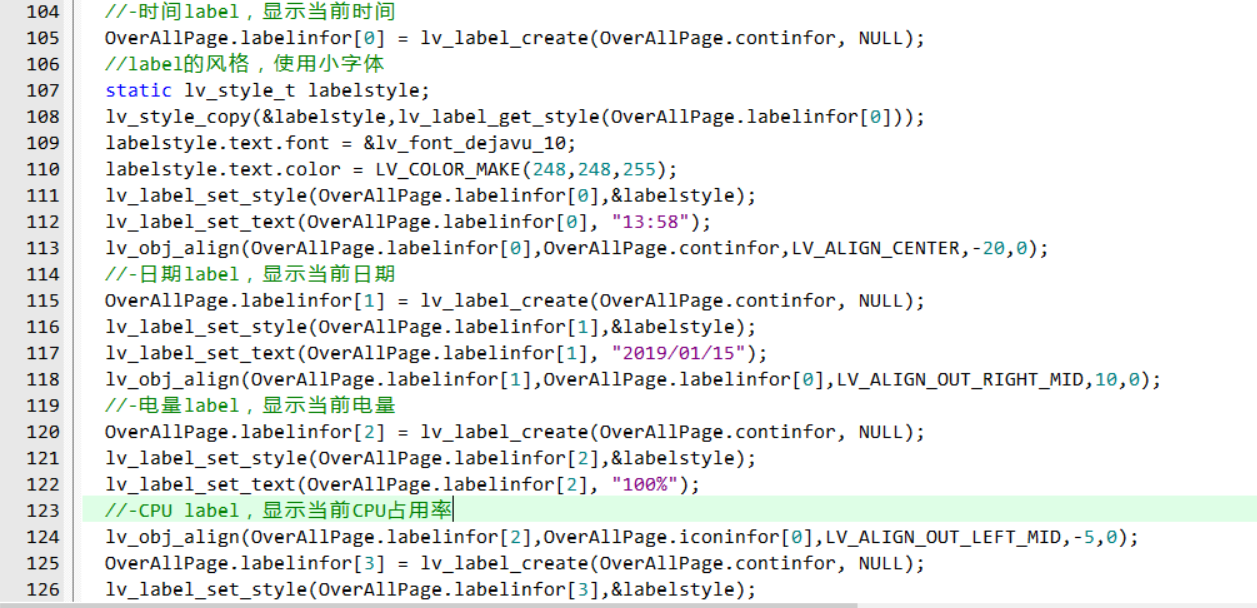 104 //-时间label，显示当前时间
105 OverAllPage.labelinfor[0] = lv_label_create(OverAllPage.continfor, NULL);
106 //label的风格，使用小字体
107 static lv_style_t labelstyle;
108 lv_style_copy(&labelstyle,lv_label_get_style(OverAllPage.labelinfor[0]));
109 labelstyle.text.font = &lv_font_dejavu_10;
110 labelstyle.text.color = LV_COLOR_MAKE(248,248,255);
111 lv_label_set_style(OverAllPage.labelinfor[0],&labelstyle);
112 lv_label_set_text(OverAllPage.labelinfor[0], "13:58");
113 lv_obj_align(OverAllPage.labelinfor[0],OverAllPage.continfor,LV_ALIGN_CENTER,-20,0);
114 //-日期label，显示当前日期
115 OverAllPage.labelinfor[1] = lv_label_create(OverAllPage.continfor, NULL);
116 lv_label_set_style(OverAllPage.labelinfor[1],&labelstyle);
117 lv_label_set_text(OverAllPage.labelinfor[1], "2019/01/15");
118 lv_obj_align(OverAllPage.labelinfor[1],OverAllPage.labelinfor[0],LV_ALIGN_OUT_RIGHT_MID,10,0);
119 //-电量label，显示当前电量
120 OverAllPage.labelinfor[2] = lv_label_create(OverAllPage.continfor, NULL);
121 lv_label_set_style(OverAllPage.labelinfor[2],&labelstyle);
122 lv_label_set_text(OverAllPage.labelinfor[2], "100%");
123 //-CPU label，显示当前CPU占用率
124 lv_obj_align(OverAllPage.labelinfor[2],OverAllPage.iconinfor[0],LV_ALIGN_OUT_LEFT_MID,-5,0);
125 OverAllPage.labelinfor[3] = lv_label_create(OverAllPage.continfor, NULL);
126 lv_label_set_style(OverAllPage.labelinfor[3],&labelstyle);